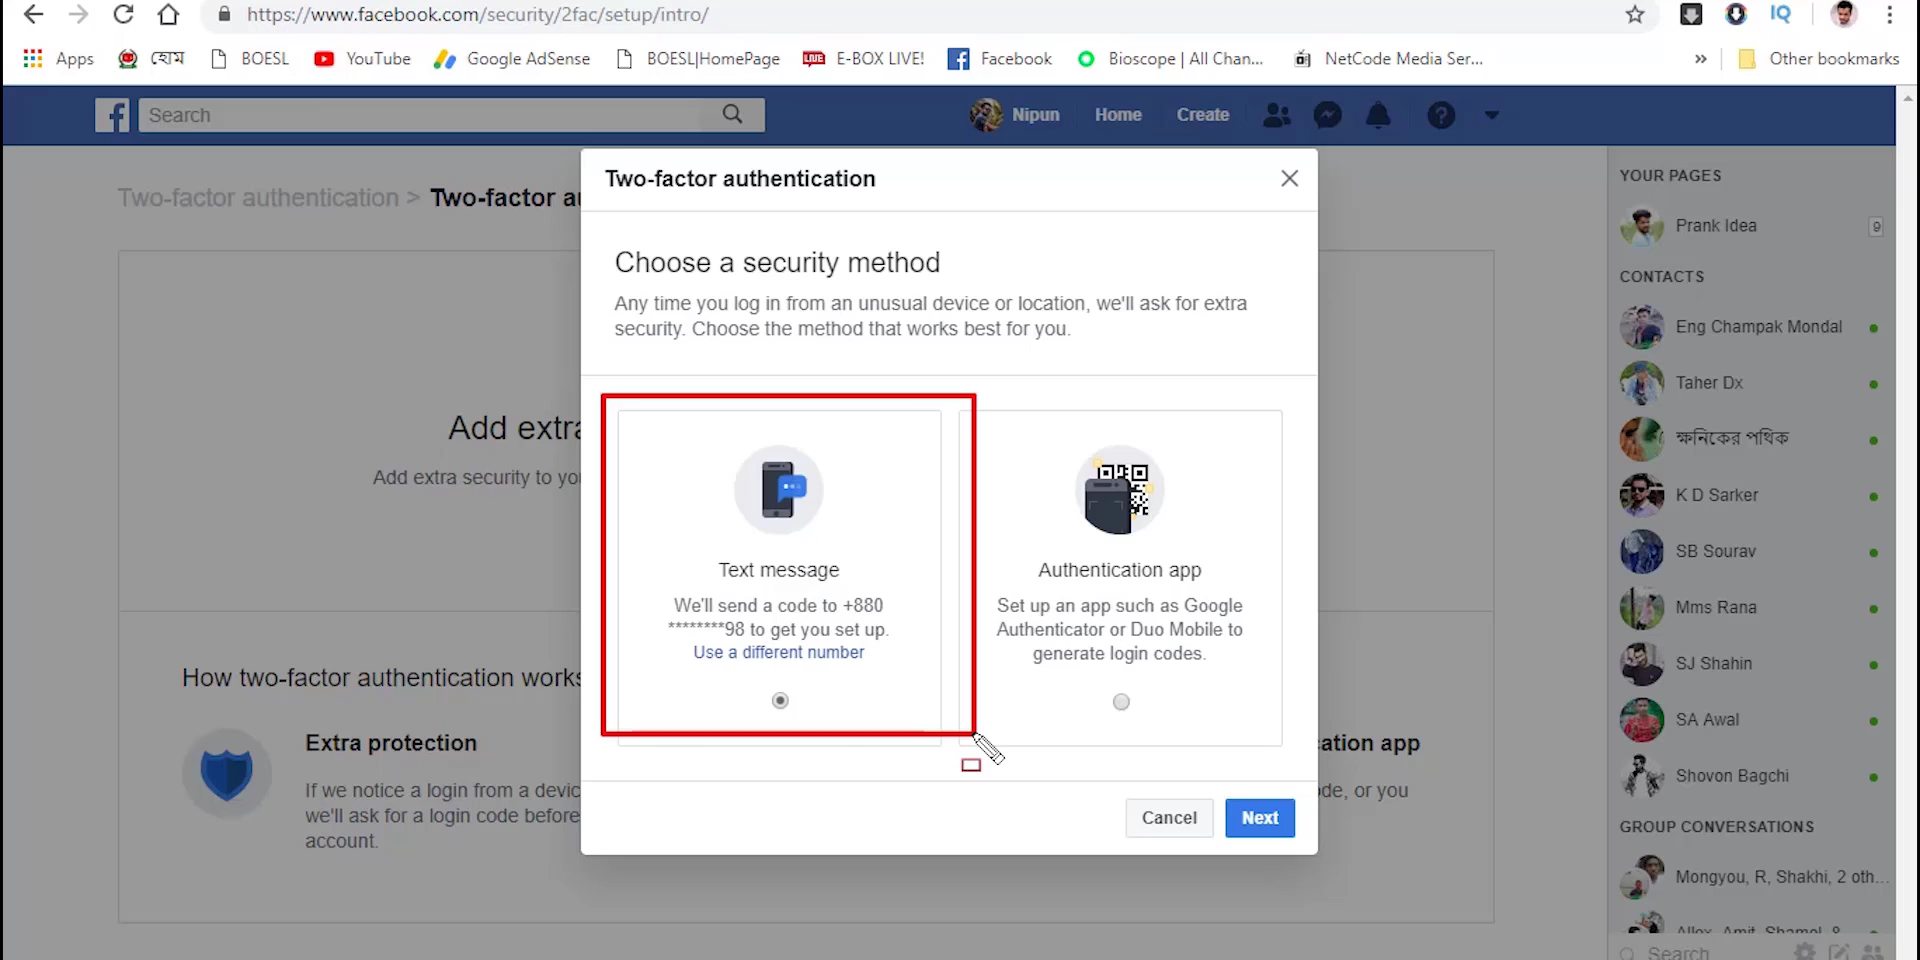 https://www.facebook.com/security/2fac/setup/intro/
IQ
Apps
হোম
BOESL
YouTube
Google AdSense
BOESL|HomePage
LIVE
E-BOX LIVE!
Facebook
Bioscope | All Chan...
NetCode Media Ser...
»
Other bookmarks
Search
Nipun
Home
Create
Two-factor authentication > Two-factor a
Two-factor authentication
Choose a security method
Any time you log in from an unusual device or location, we'll ask for extra
security. Choose the method that works best for you.
Add extra
Add extra security to yo
Text message
We'll send a code to +880
********98 to get you set up.
Use a different number
Authentication app
Set up an app such as Google
Authenticator or Duo Mobile to
generate login codes.
How two-factor authentication works
Extra protection
If we notice a login from a devic
we'll ask for a login code before
account.
cation app
de, or you
Cancel
Next
YOUR PAGES
Prank Idea
9
CONTACTS
Eng Champak Mondal
Taher Dx
ক্ষনিকের পথিক
K D Sarker
SB Sourav
Mms Rana
SJ Shahin
SA Awal
Shovon Bagchi
GROUP CONVERSATIONS
Mongyou, R, Shakhi, 2 oth...
Allex, Amit, Shamol, &
Search